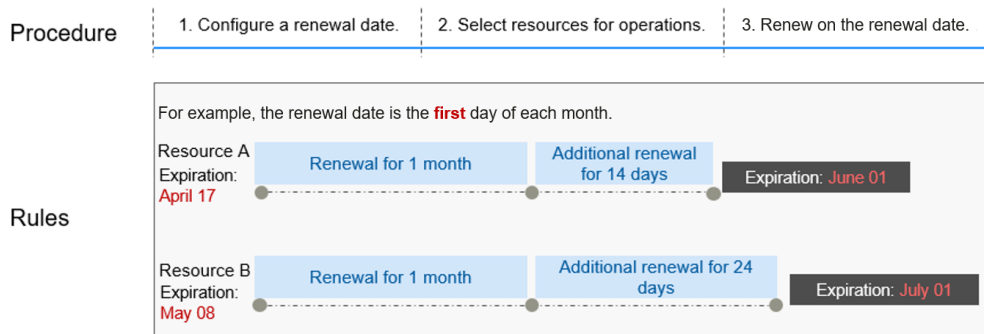 Procedure
1. Configure a renewal date.
2. Select resources for operations.
3. Renew on the renewal date.
Rules
For example, the renewal date is the first day of each month.
Resource A
Expiration:
April 17
Renewal for 1 month
Additional renewal
for 14 days
Expiration: June 01
Resource B
Expiration:
May 08
Renewal for 1 month
Additional renewal for 24
days
Expiration: July 01